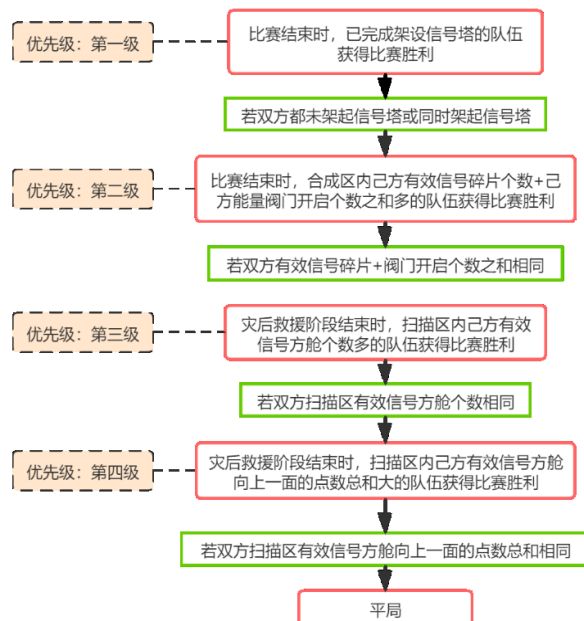 优先级：第一级
比赛结束时，已完成架设信号塔的队伍
获得比赛胜利
若双方都未架起信号塔或同时架起信号塔
优先级：第二级
比赛结束时，合成区内己方有效信号碎片个数+己
方能量阀门开启个数之和多的队伍获得比赛胜利
若双方有效信号碎片+阀门开启个数之和相同
优先级：第三级
灾后救援阶段结束时，扫描区内己方有效
信号方舱个数多的队伍获得比赛胜利
若双方扫描区有效信号方舱个数相同
优先级：第四级
灾后救援阶段结束时，扫描区内己方有效信号方舱
向上一面的点数总和大的队伍获得比赛胜利
若双方扫描区有效信号方舱向上一面的点数总和相同
平局